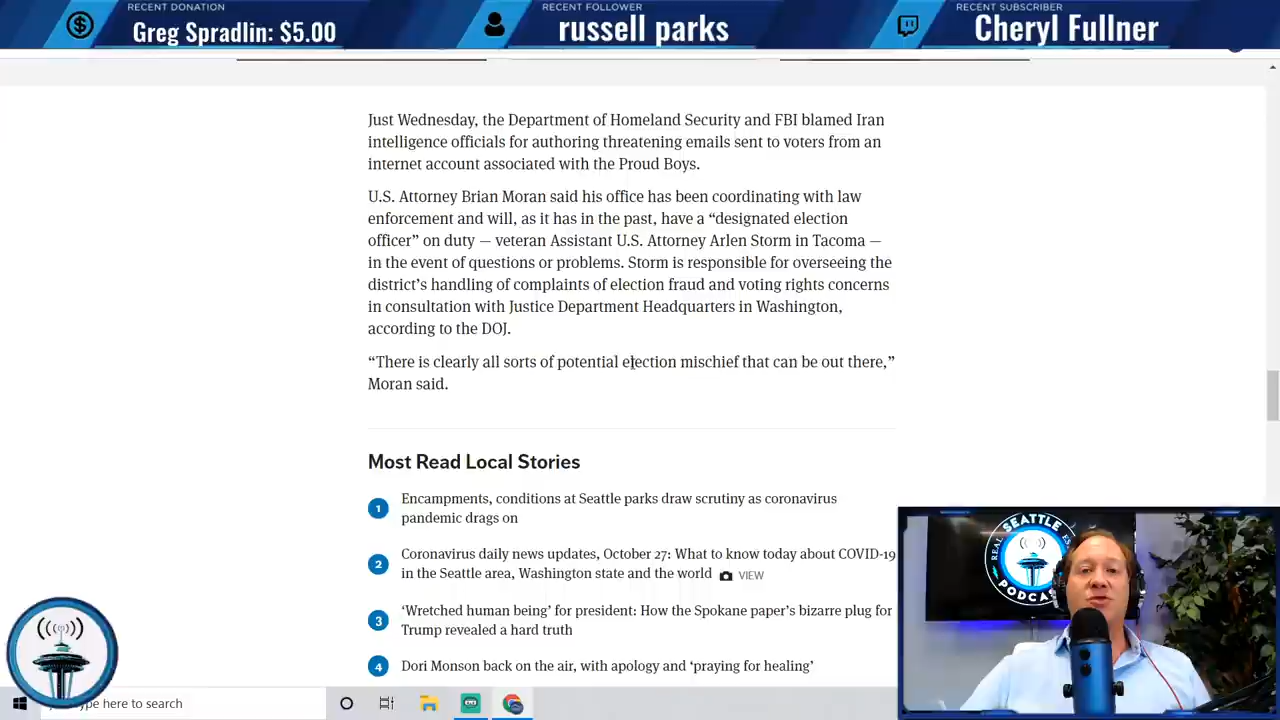 RECENT DONATION
Greg Spradlin: $5.00
RECENT FOLLOWER
russell parks
RECENT SUBSCRIBER
Cheryl Fullner
Just Wednesday, the Department of Homeland Security and FBI blamed Iran
intelligence officials for authoring threatening emails sent to voters from an
internet account associated with the Proud Boys.
U.S. Attorney Brian Moran said his office has been coordinating with law
enforcement and will, as it has in the past, have a “designated election
officer” on duty — veteran Assistant U.S. Attorney Arlen Storm in Tacoma —
in the event of questions or problems. Storm is responsible for overseeing the
district’s handling of complaints of election fraud and voting rights concerns
in consultation with Justice Department Headquarters in Washington,
according to the DOJ.
“There is clearly all sorts of potential election mischief that can be out there,”
Moran said.
Most Read Local Stories
1 Encampments, conditions at Seattle parks draw scrutiny as coronavirus
pandemic drags on
2 Coronavirus daily news updates, October 27: What to know today about COVID-19
in the Seattle area, Washington state and the world VIEW
3 ‘Wretched human being’ for president: How the Spokane paper’s bizarre plug for
Trump revealed a hard truth
4 Dori Monson back on the air, with apology and ‘praying for healing’
REAL SEATTLE
PODCAS
ype here to search